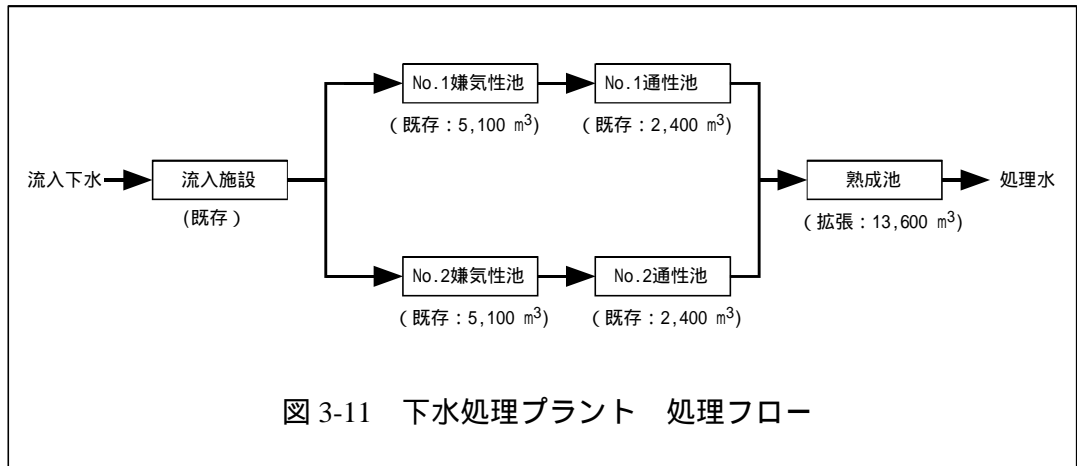 No.1嫌気性池
No.1通性池
(既存:5,100 m³)
(既存:2,400 m³)
流入下水
流入施設
熟成池
処理水
(既存)
(拡張:13,600 m³)
No.2嫌気性池
No.2通性池
(既存:5,100 m³)
(既存:2,400 m³)
図 3-11 下水処理プラント 処理フロー